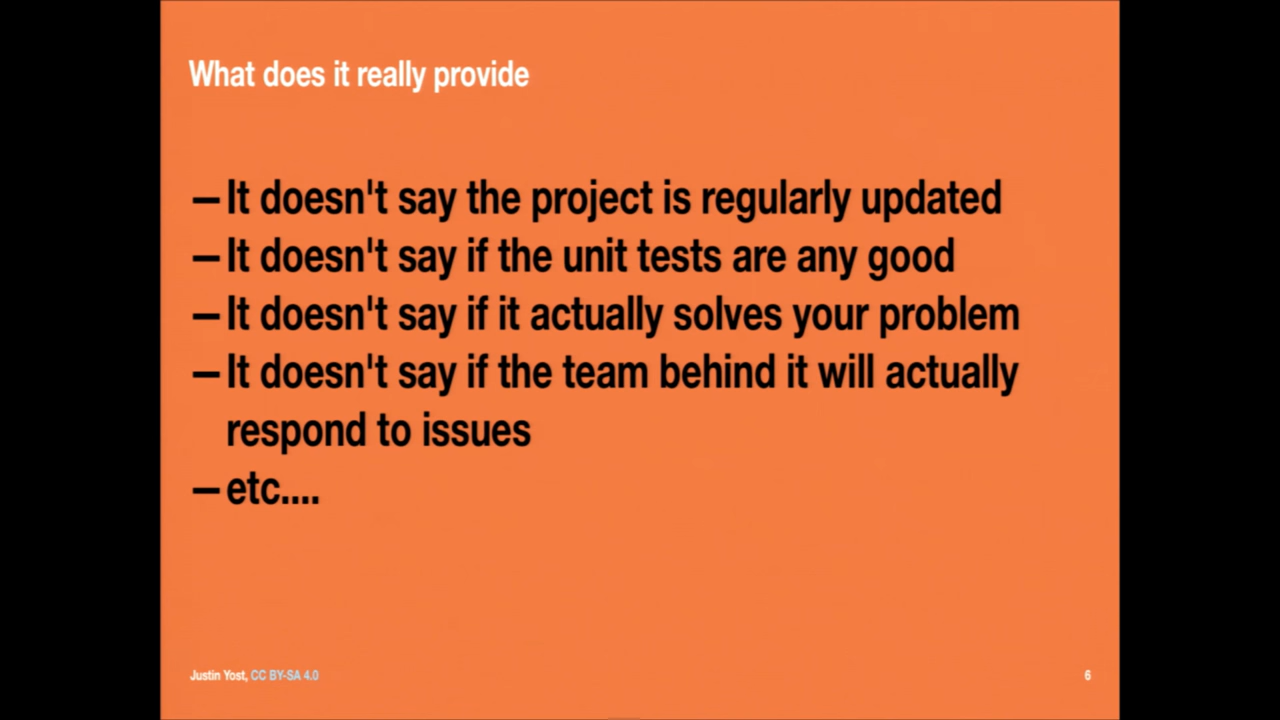 What does it really provide
— It doesn't say the project is regularly updated
— It doesn't say if the unit tests are any good
— It doesn't say if it actually solves your problem
— It doesn't say if the team behind it will actually
respond to issues
— etc....
Justin Yost, CC BY-SA 4.0
6